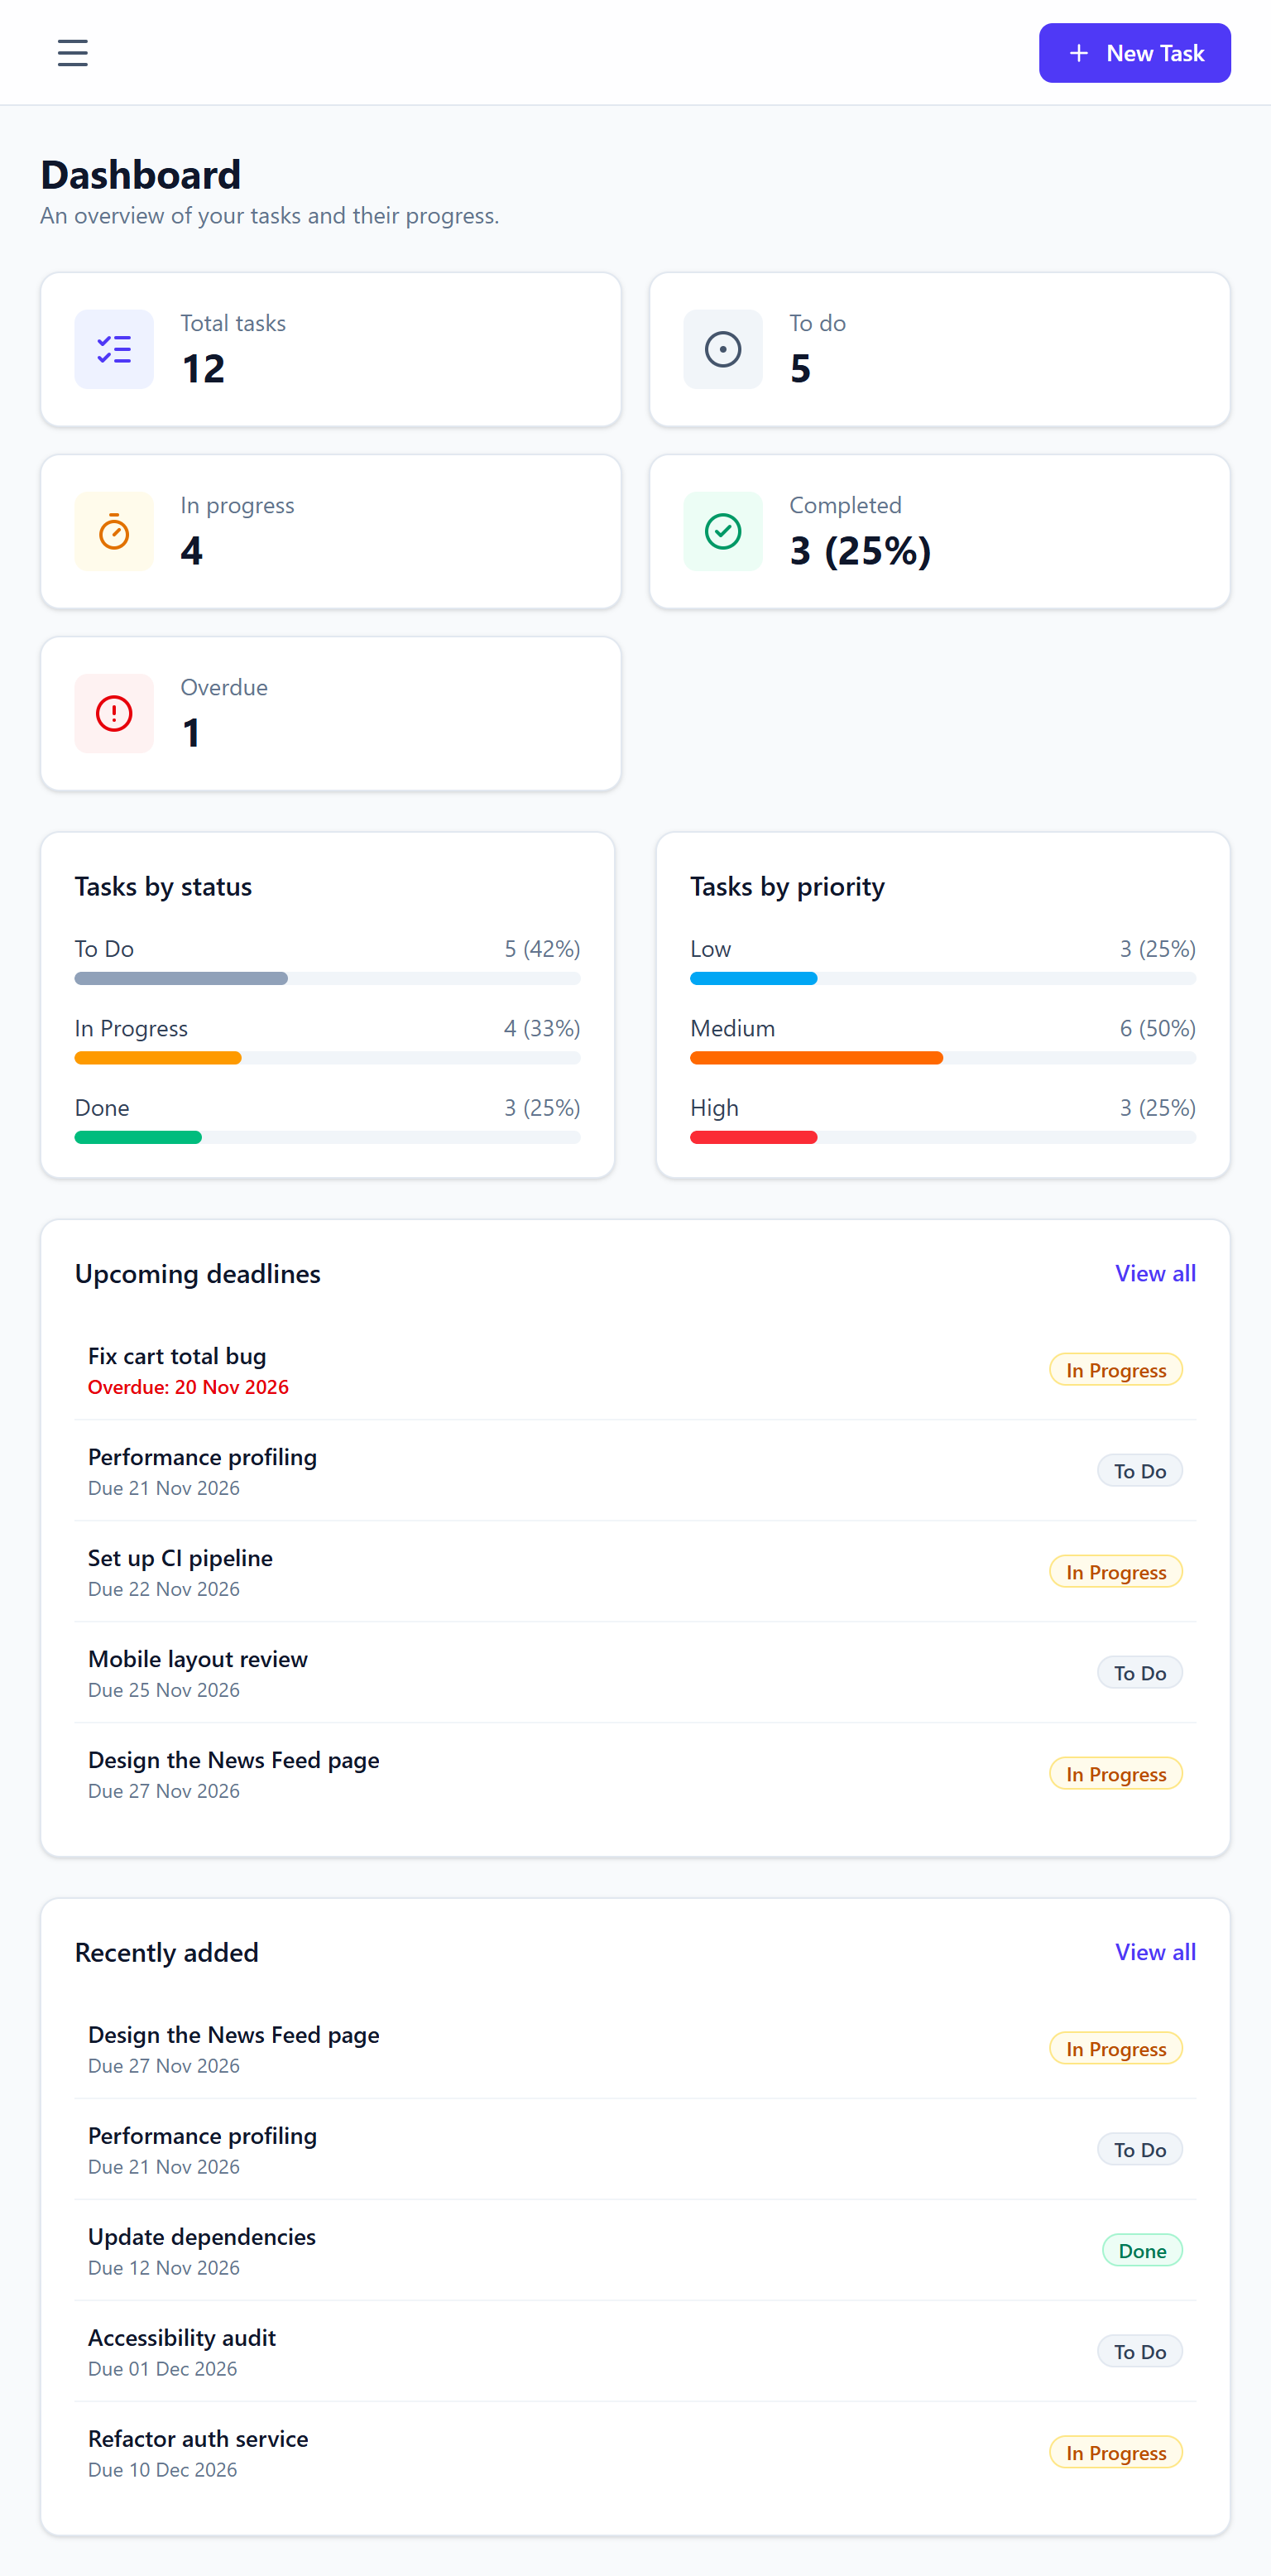 New Task
Dashboard
An overview of your tasks and their progress.
Total tasks
12
To do
5
In progress
4
Completed
3 (25%)
Overdue
1
Tasks by status
To Do 5 (42%)
In Progress 4 (33%)
Done 3 (25%)
Tasks by priority
Low 3 (25%)
Medium 6 (50%)
High 3 (25%)
Upcoming deadlines View all
Fix cart total bug
Overdue: 20 Nov 2026
In Progress
Performance profiling
Due 21 Nov 2026
To Do
Set up CI pipeline
Due 22 Nov 2026
In Progress
Mobile layout review
Due 25 Nov 2026
To Do
Design the News Feed page
Due 27 Nov 2026
In Progress
Recently added View all
Design the News Feed page
Due 27 Nov 2026
In Progress
Performance profiling
Due 21 Nov 2026
To Do
Update dependencies
Due 12 Nov 2026
Done
Accessibility audit
Due 01 Dec 2026
To Do
Refactor auth service
Due 10 Dec 2026
In Progress